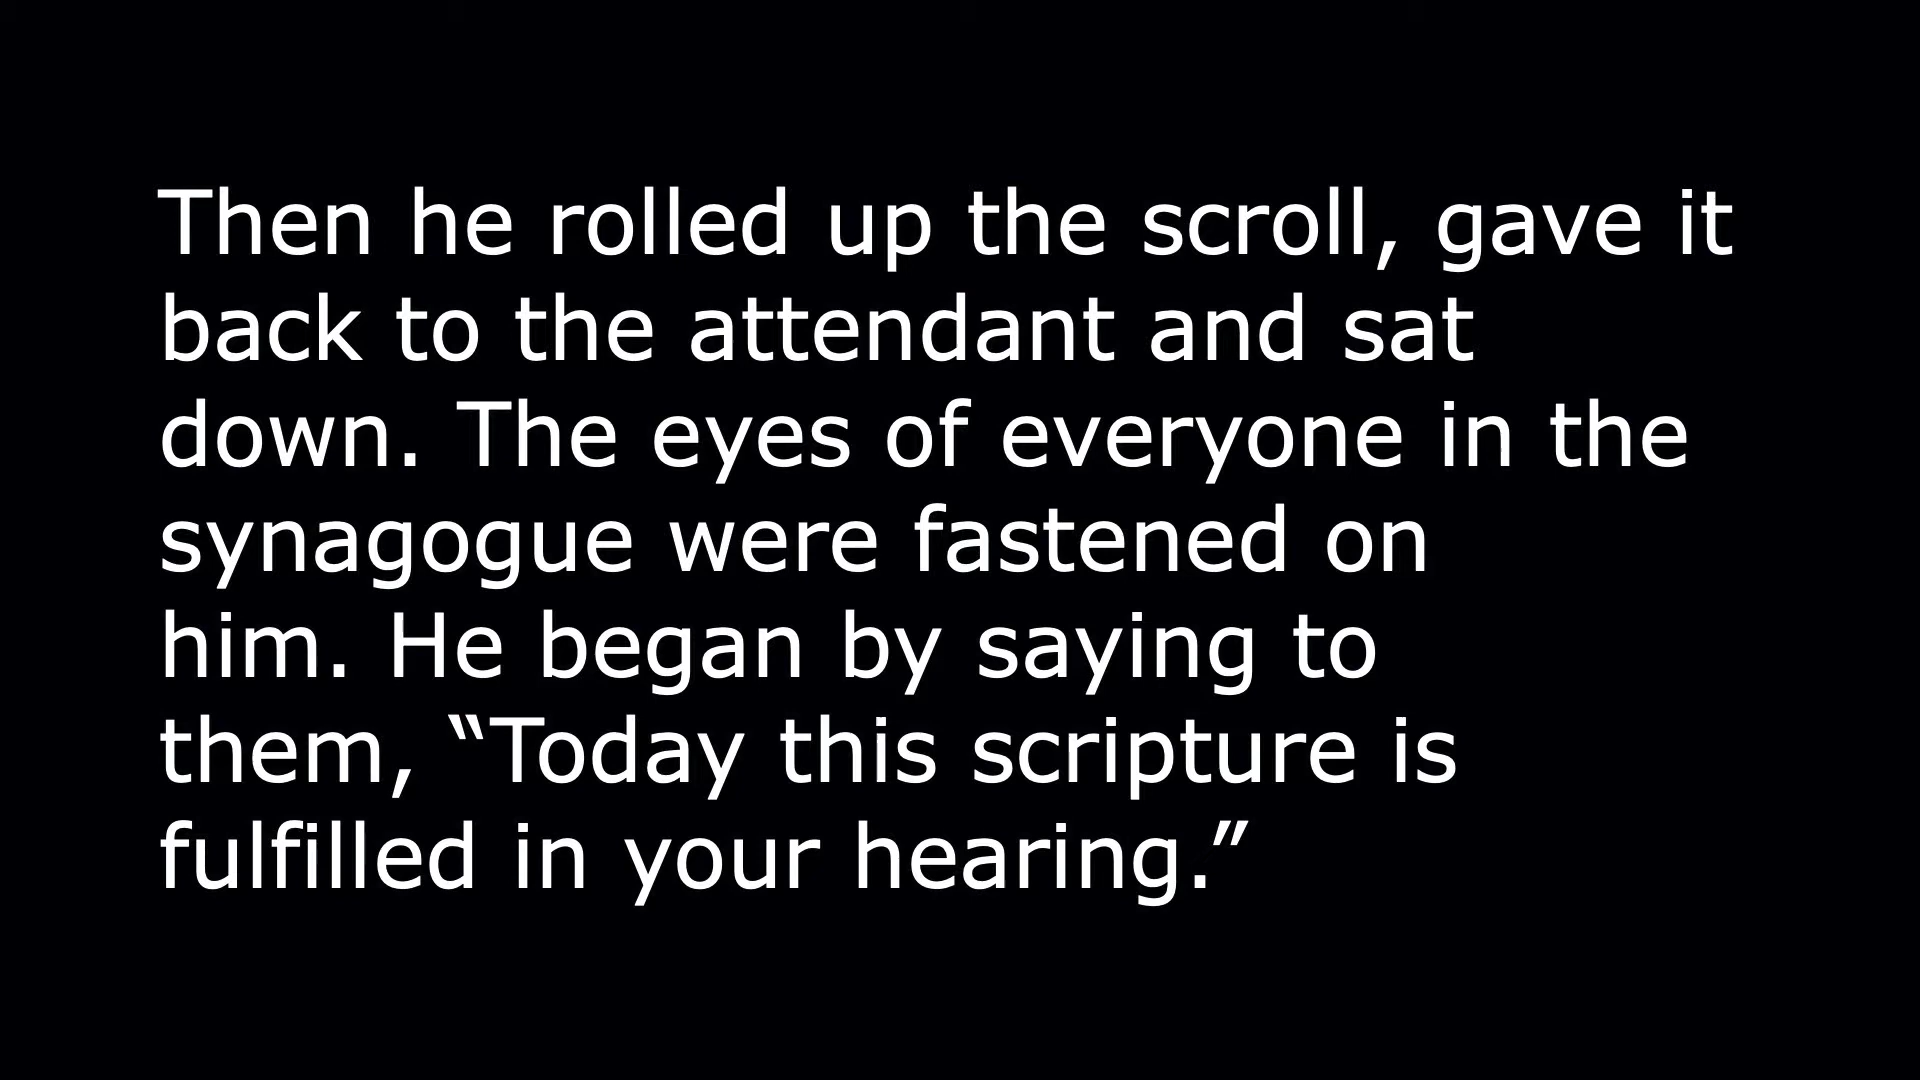 Then he rolled up the scroll, gave it
back to the attendant and sat
down. The eyes of everyone in the
synagogue were fastened on
him. He began by saying to
them, “Today this scripture is
fulfilled in your hearing.”